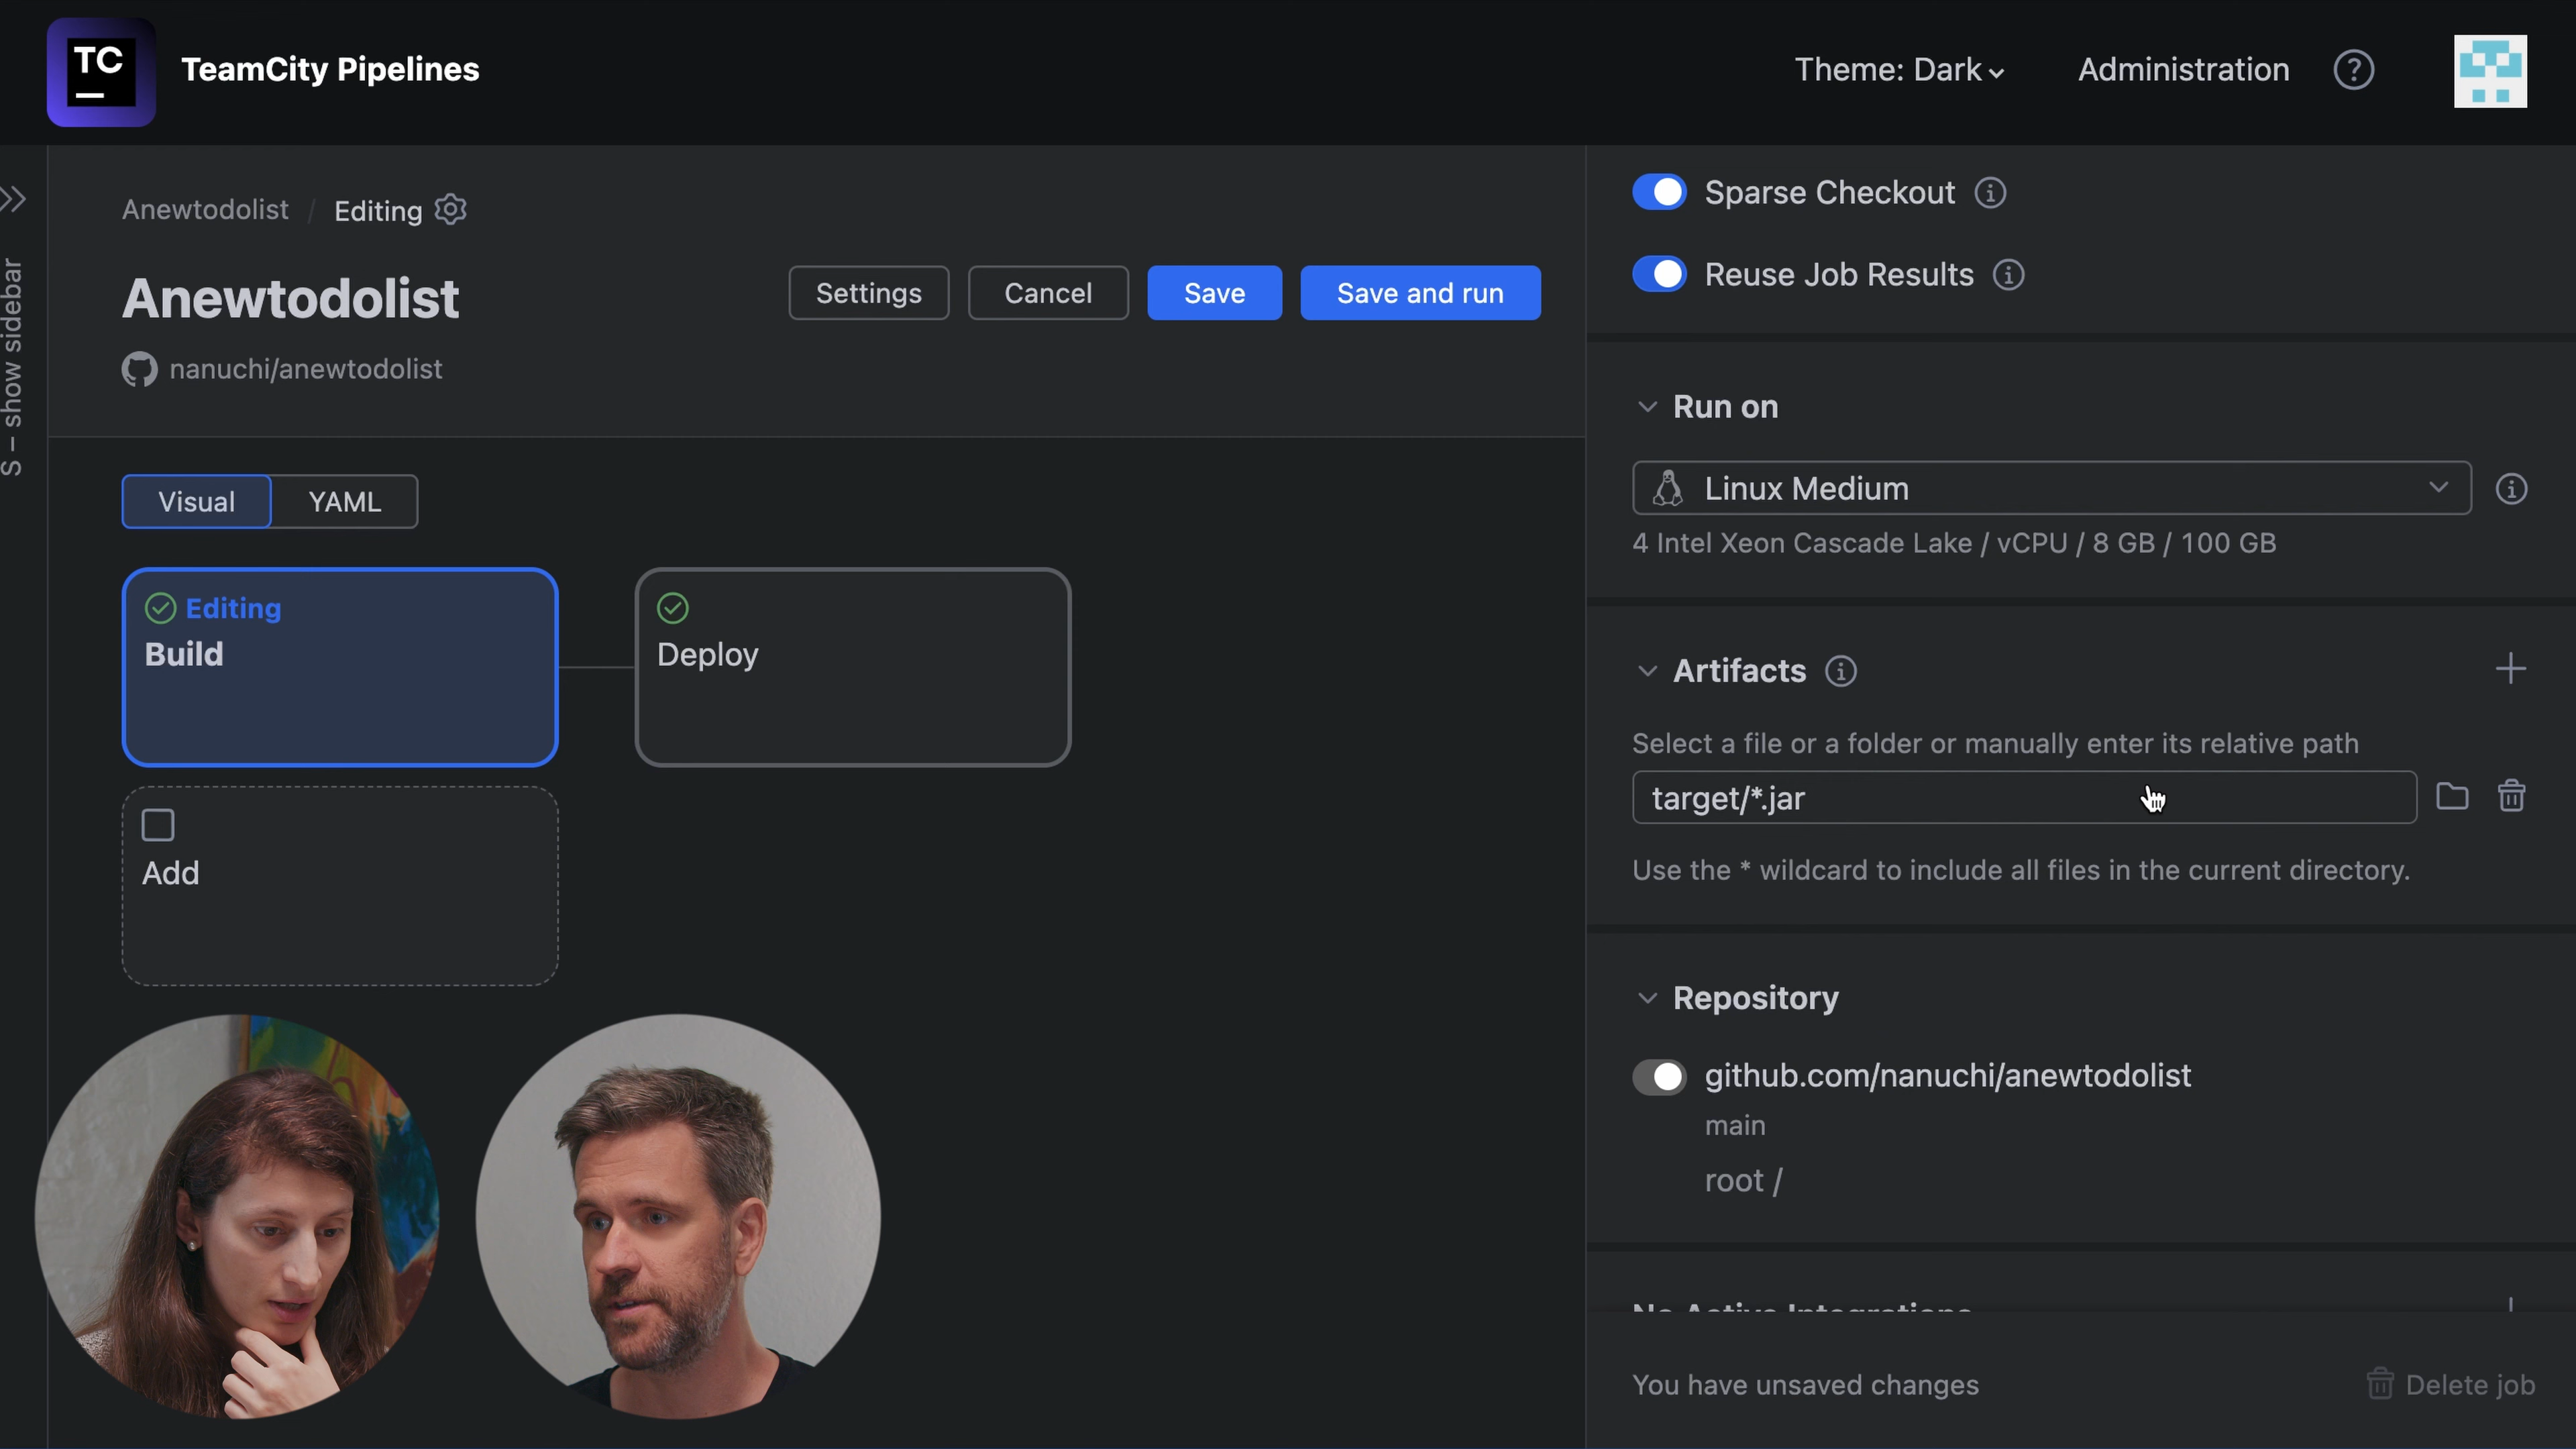 TC
TeamCity Pipelines
Theme: Dark
Administration
?
S – show sidebar
Anewtodolist / Editing
Anewtodolist
Settings
Cancel
Save
Save and run
nanuchi/anewtodolist
Visual
YAML
Editing
Build
Deploy
Add
Sparse Checkout
Reuse Job Results
Run on
Linux Medium
4 Intel Xeon Cascade Lake / vCPU / 8 GB / 100 GB
Artifacts
Select a file or a folder or manually enter its relative path
target/*.jar
Use the * wildcard to include all files in the current directory.
Repository
github.com/nanuchi/anewtodolist
main
root /
No Active Integrations
You have unsaved changes
Delete job